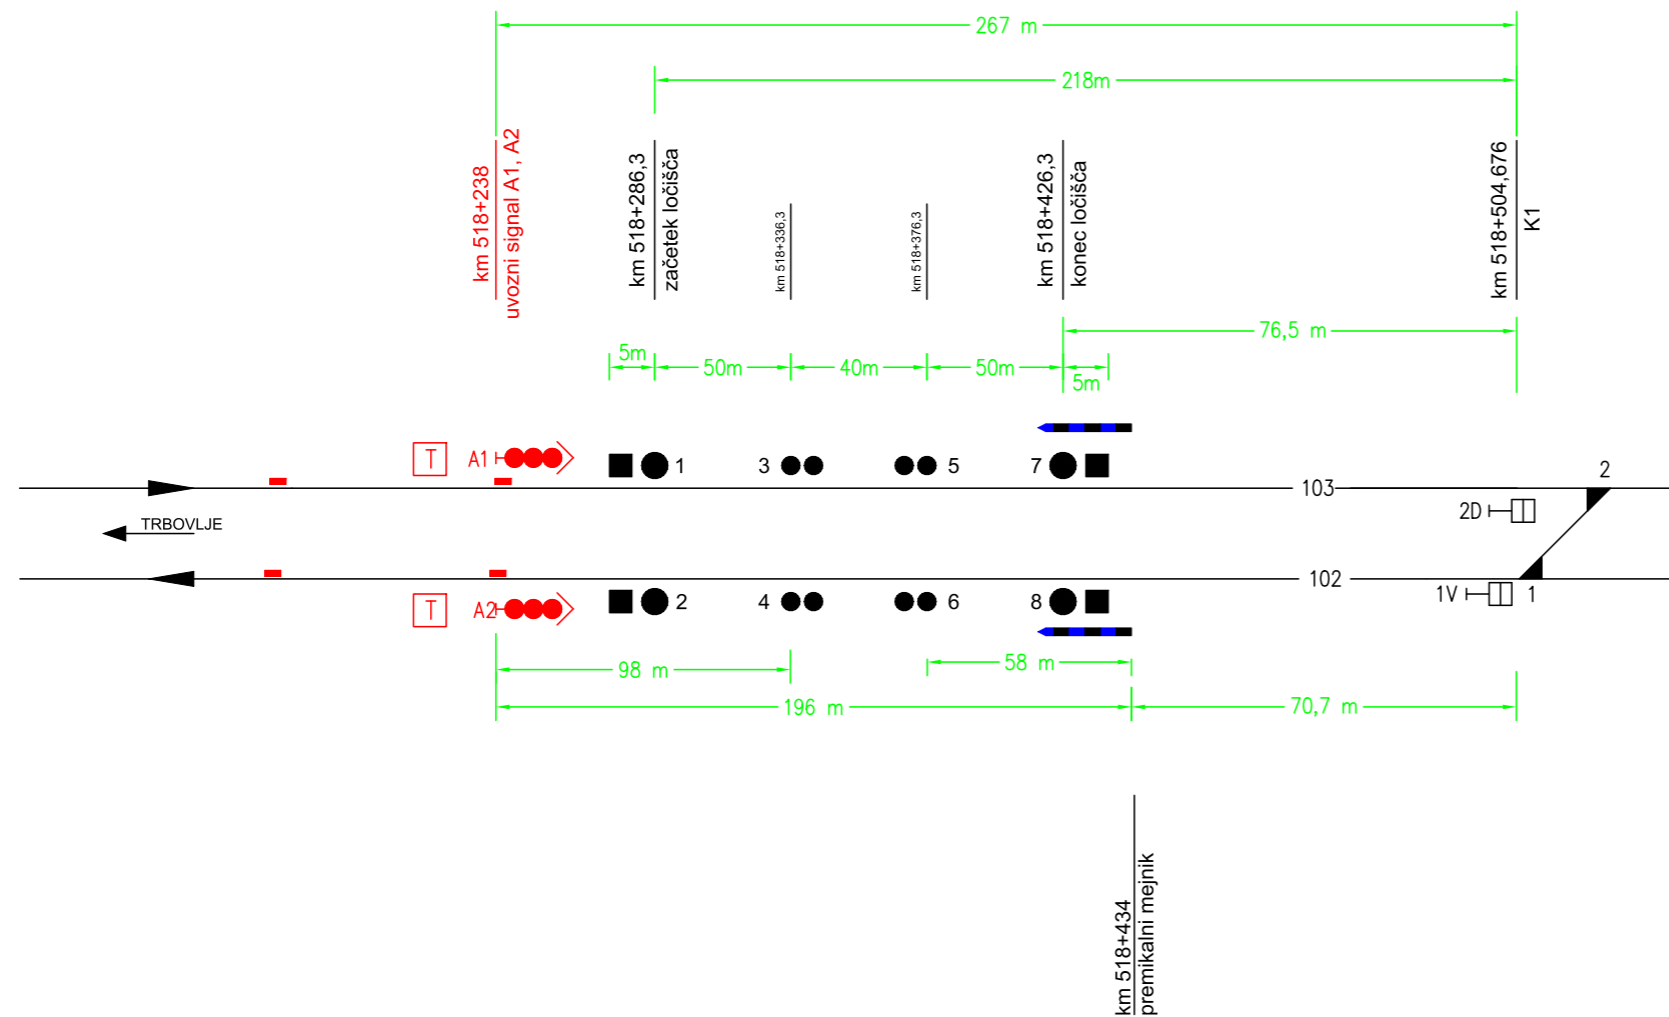 267 m
218m
km 518+238
uvozni signal A1, A2
km 518+286,3
začetek ločišča
km 518+336,3
km 518+376,3
km 518+426,3
konec ločišča
km 518+504,676
K1
76,5 m
5m
50m
40m
50m
5m
T
A1
1
3
5
7
103
2
2D
TRBOVLJE
102
T
A2
2
4
6
8
1V
1
98 m
58 m
196 m
70,7 m
km 518+434
premikalni mejnik